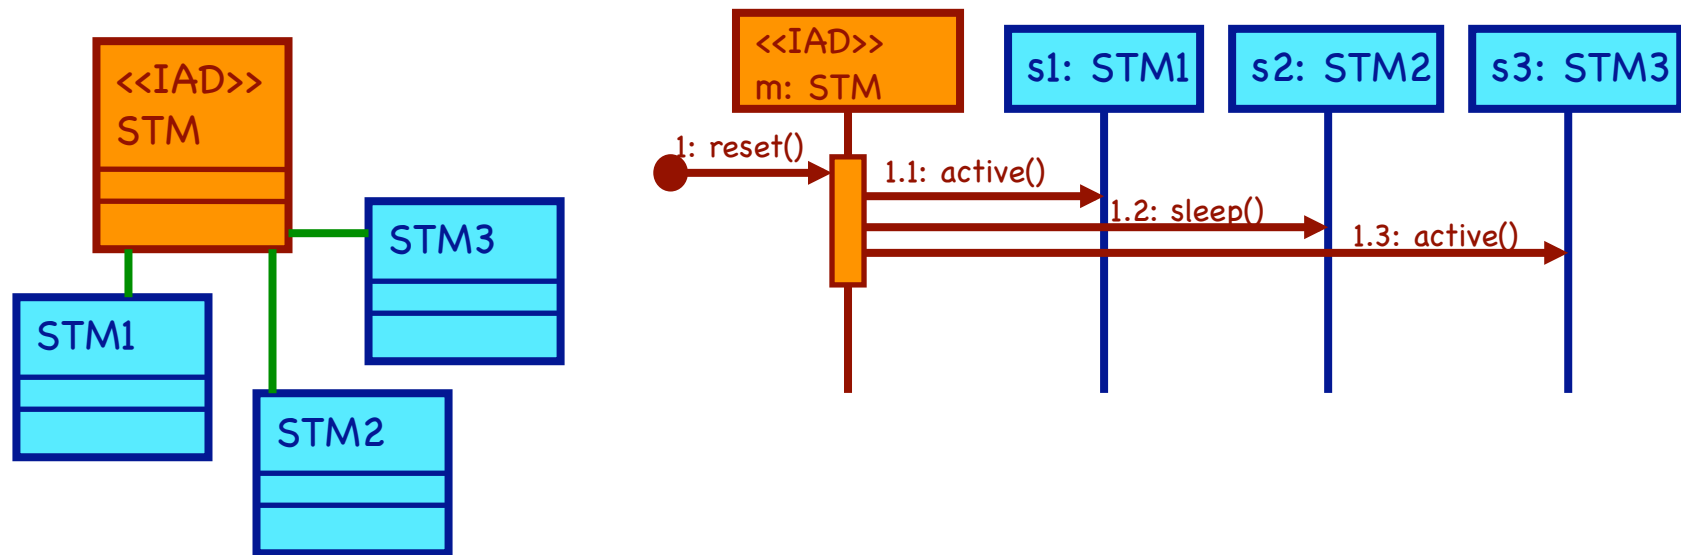 <<IAD>>
STM
STM3
STM1
STM2
<<IAD>>
m: STM
s1: STM1
s2: STM2
s3: STM3
1: reset()
1.1: active()
1.2: sleep()
1.3: active()